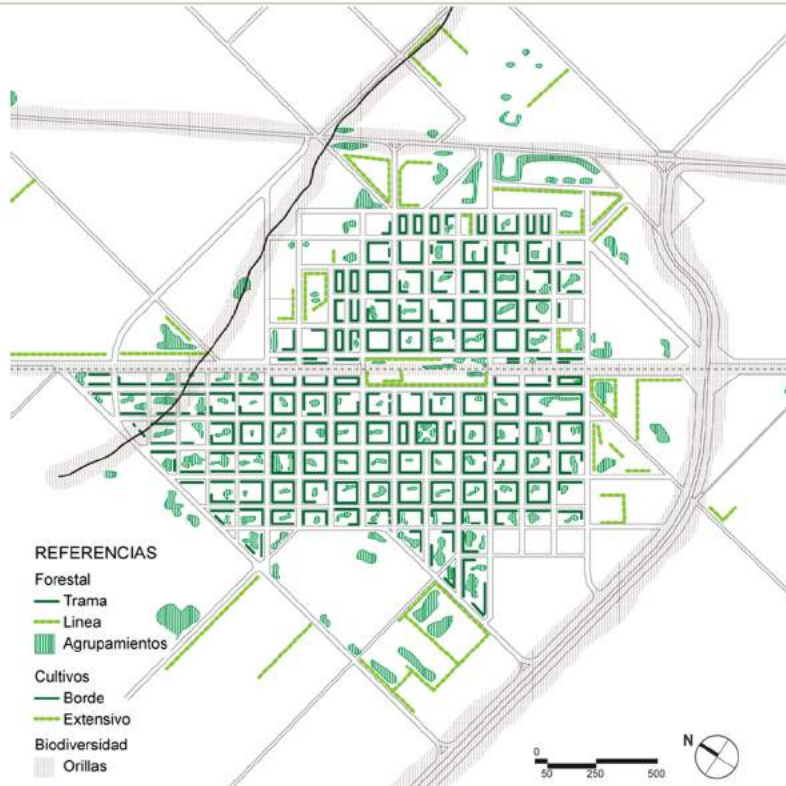 REFERENCIAS
Forestal
Trama
Linea
Agrupamientos
Cultivos
Borde
Extensivo
Biodiversidad
Orillas
0
50 250 500
N